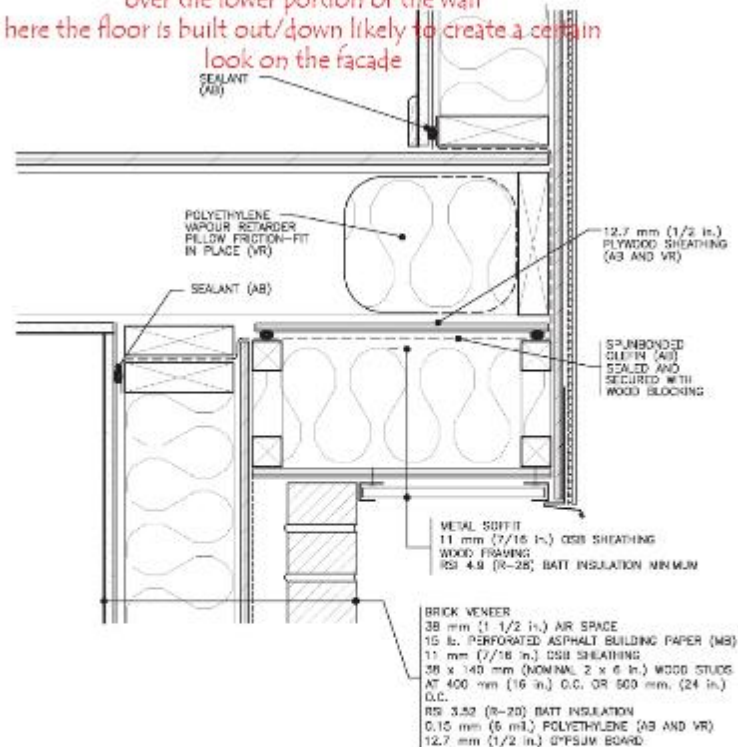 over the lower portion of the wall
here the floor is built out/down likely to create a certain
look on the facade
SEALANT
(AB)
POLYETHYLENE
VAPOUR RETARDER
PILLOW FRICTION-FIT
IN PLACE (VR)
SEALANT (AB)
12.7 mm (1/2 in.)
PLYWOOD SHEATHING
(AB AND VR)
SPUNBONDED
OLEFIN (AB)
SEALED AND
SECURED WITH
WOOD BLOCKING
METAL SOFFIT
11 mm (7/16 in.) OSB SHEATHING
WOOD FRAMING
RSI 4.9 (R-28) BATT INSULATION MINIMUM
BRICK VENEER
38 mm (1 1/2 in.) AIR SPACE
15 lb. PERFORATED ASPHALT BUILDING PAPER (MB)
11 mm (7/16 in.) OSB SHEATHING
38 x 140 mm (NOMINAL 2 x 6 in.) WOOD STUDS
AT 400 mm (16 in.) O.C. OR 600 mm. (24 in.)
O.C.
RSI 3.52 (R-20) BATT INSULATION
0.15 mm (6 mil.) POLYETHYLENE (AB AND VR)
12.7 mm (1/2 in.) GYPSUM BOARD